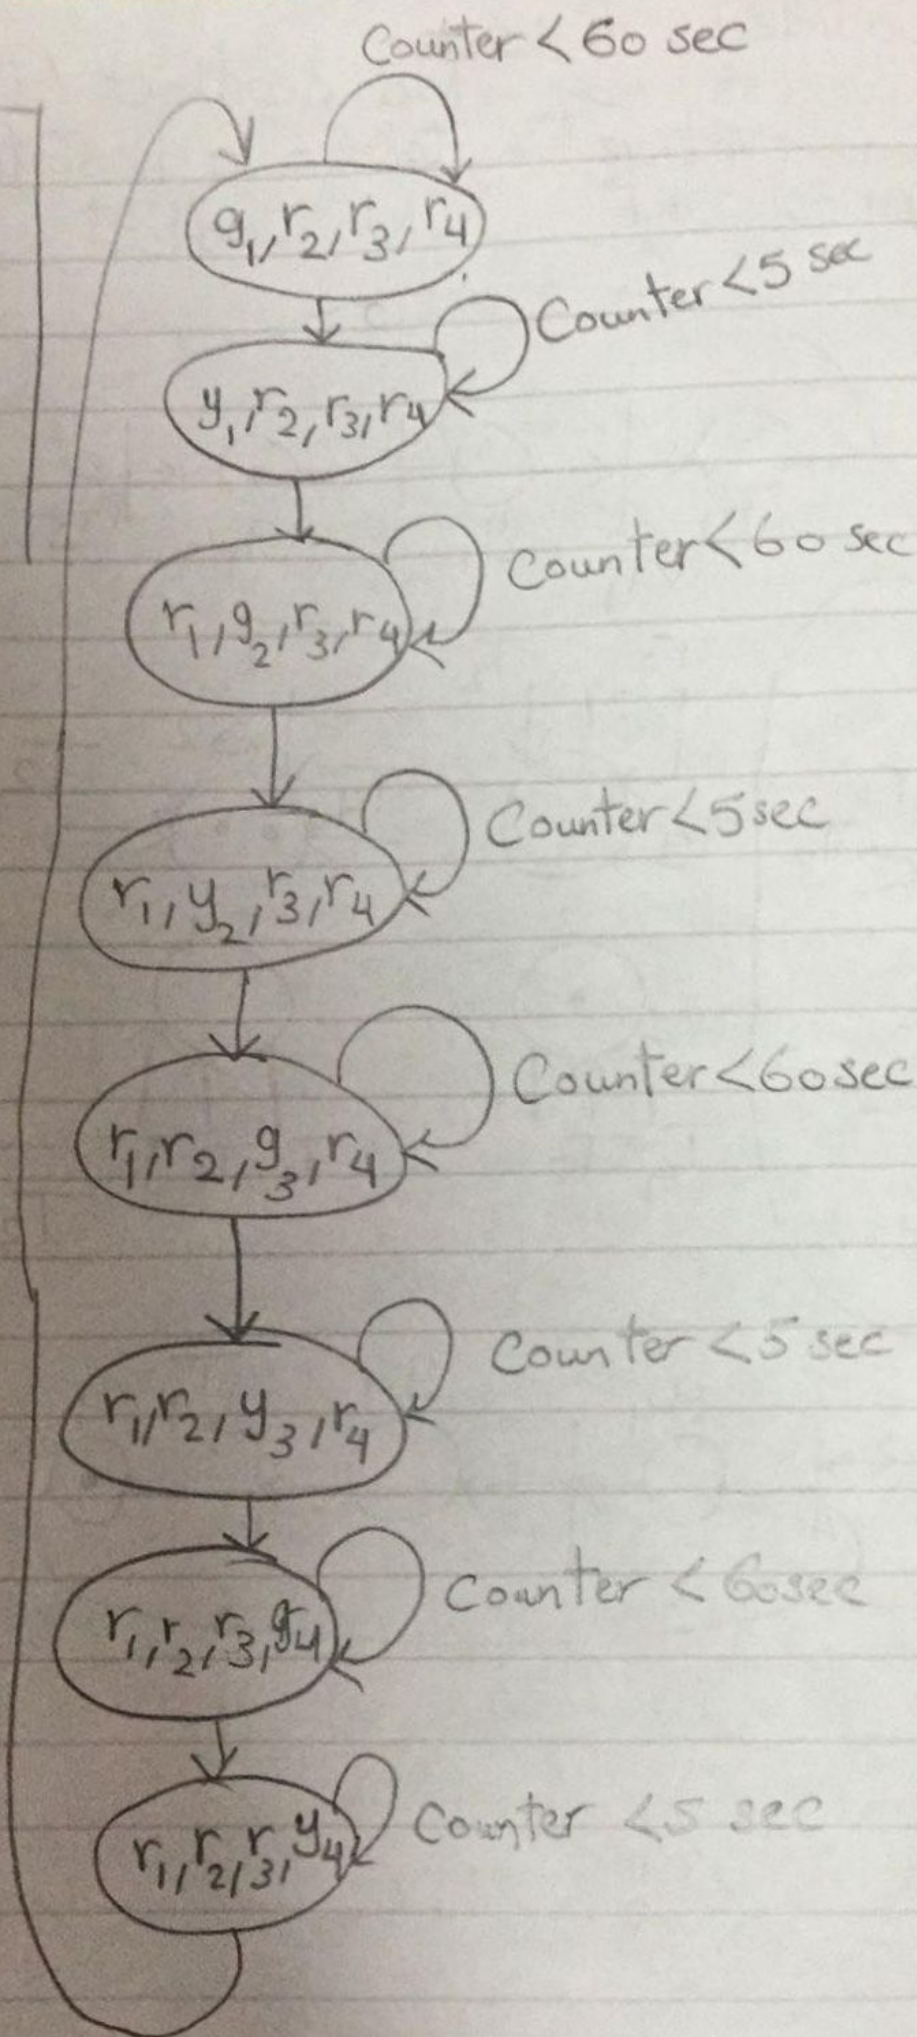 Counter < 60 sec
g1, r2, r3, r4
Counter < 5 sec
y1, r2, r3, r4
Counter < 60 sec
r1, g2, r3, r4
Counter < 5 sec
r1, y2, r3, r4
Counter < 60 sec
r1, r2, g3, r4
Counter < 5 sec
r1, r2, y3, r4
Counter < 60 sec
r1, r2, r3, g4
Counter < 5 sec
r1, r2, r3, y4